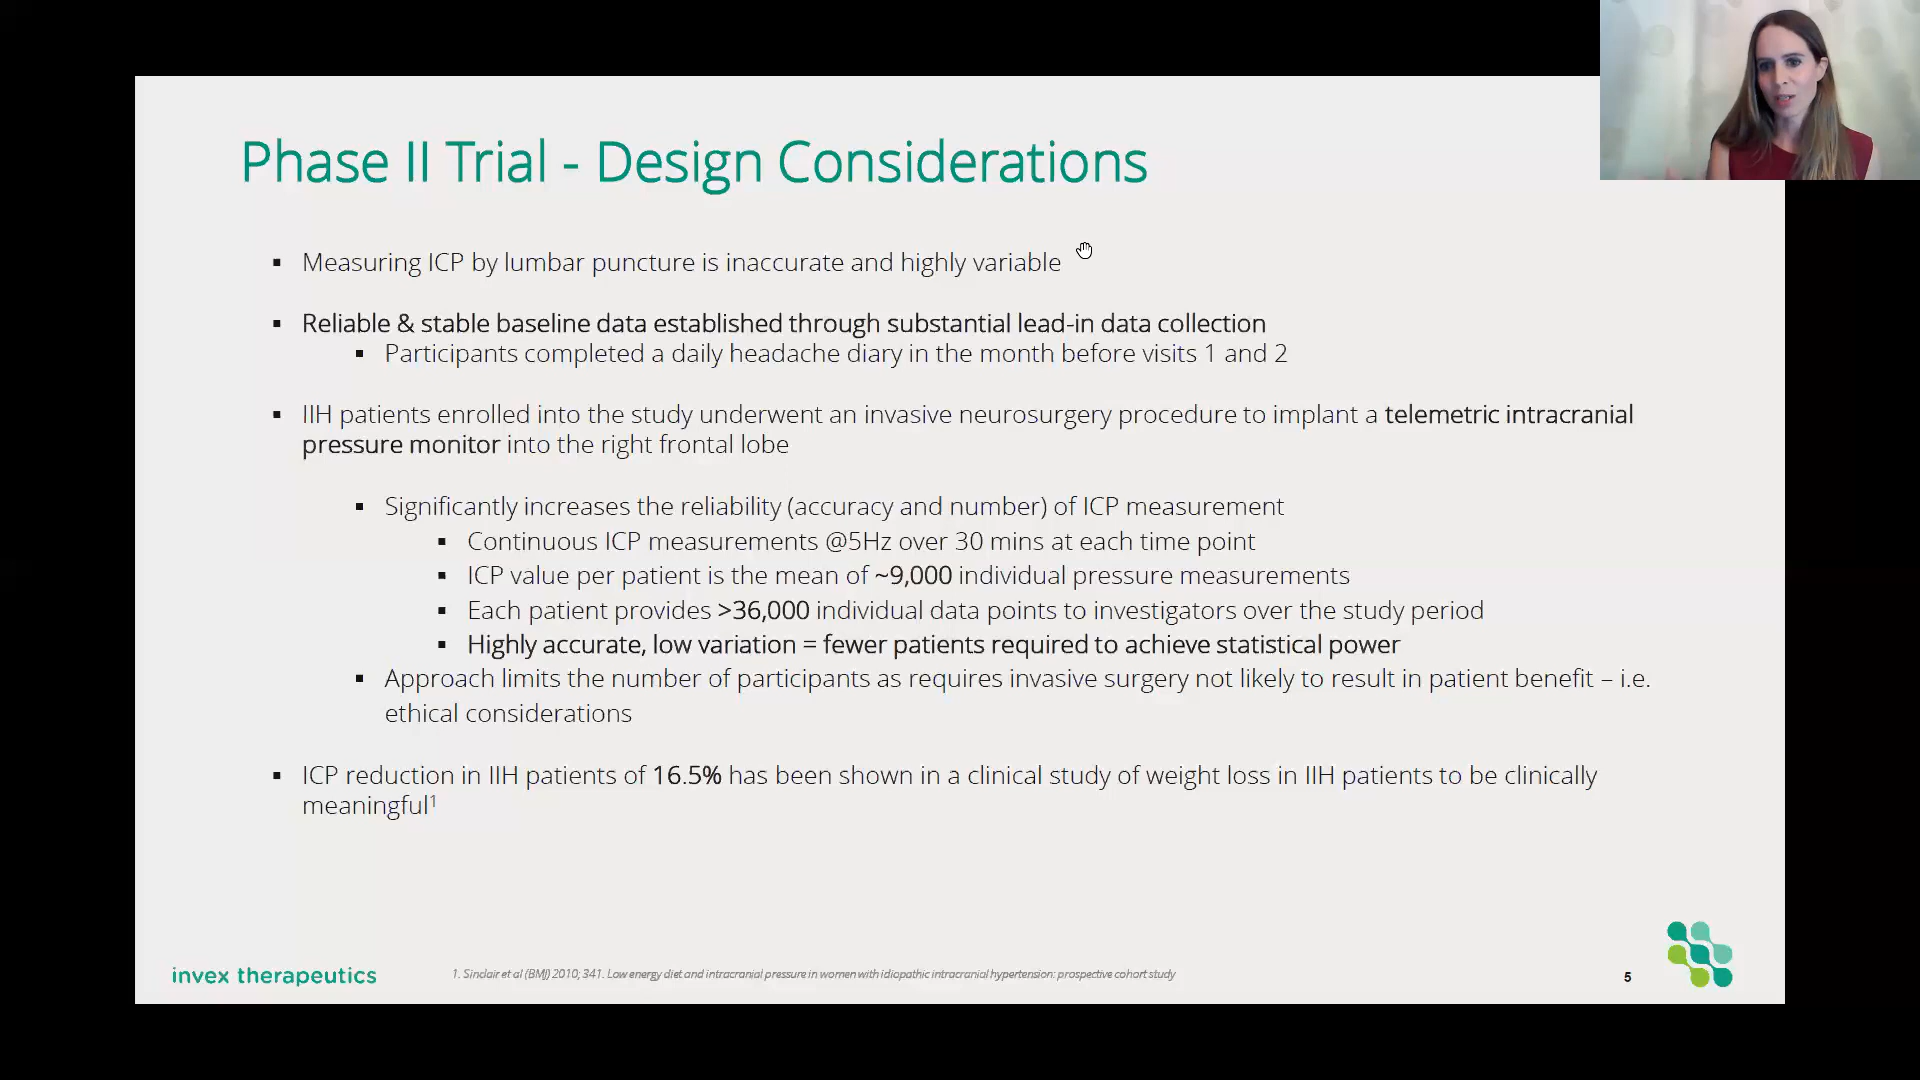 Phase II Trial - Design Considerations
▪ Measuring ICP by lumbar puncture is inaccurate and highly variable
▪ Reliable & stable baseline data established through substantial lead-in data collection
▪ Participants completed a daily headache diary in the month before visits 1 and 2
▪ IIH patients enrolled into the study underwent an invasive neurosurgery procedure to implant a telemetric intracranial
pressure monitor into the right frontal lobe
▪ Significantly increases the reliability (accuracy and number) of ICP measurement
▪ Continuous ICP measurements @5Hz over 30 mins at each time point
▪ ICP value per patient is the mean of ~9,000 individual pressure measurements
▪ Each patient provides >36,000 individual data points to investigators over the study period
▪ Highly accurate, low variation = fewer patients required to achieve statistical power
▪ Approach limits the number of participants as requires invasive surgery not likely to result in patient benefit – i.e.
ethical considerations
▪ ICP reduction in IIH patients of 16.5% has been shown in a clinical study of weight loss in IIH patients to be clinically
meaningful¹
invex therapeutics
1. Sinclair et al (BMJ) 2010; 341. Low energy diet and intracranial pressure in women with idiopathic intracranial hypertension: prospective cohort study
5